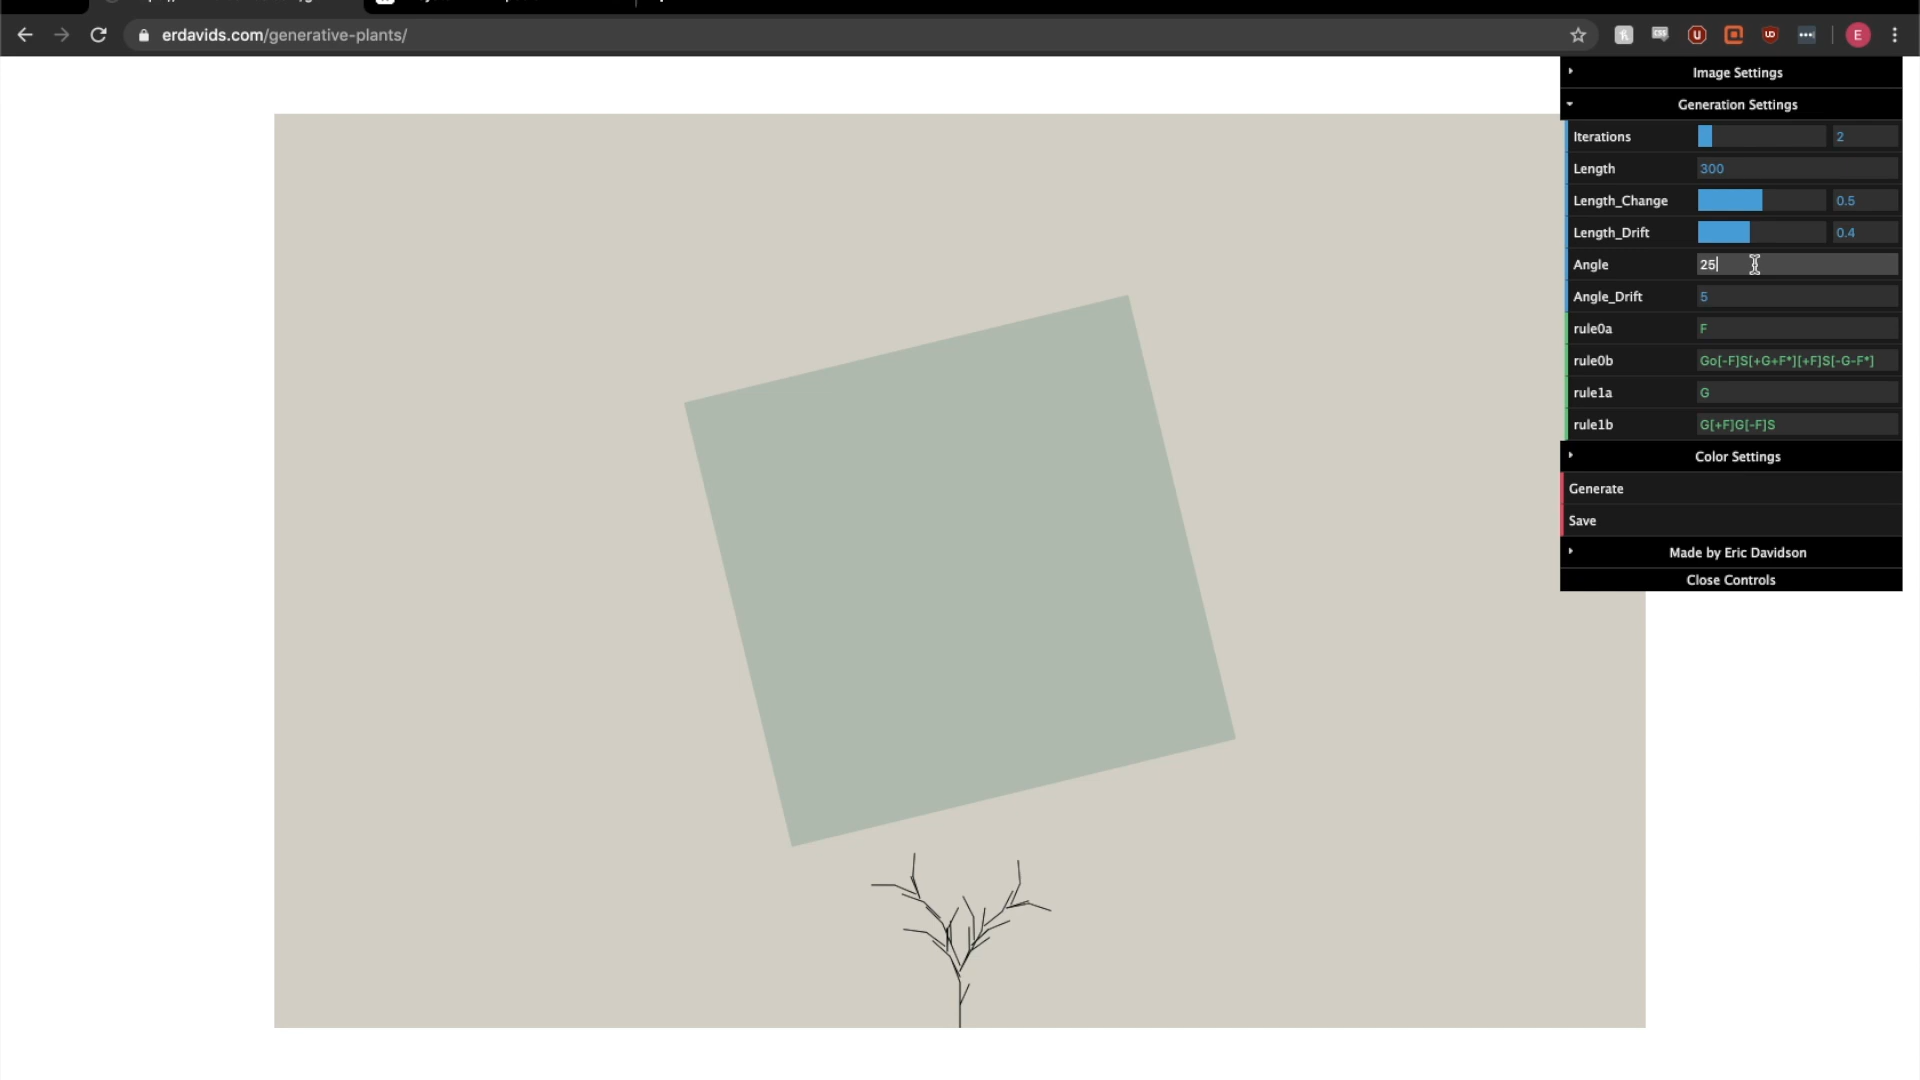 erdavids.com/generative-plants/
E
Image Settings
Generation Settings
Iterations 2
Length 300
Length_Change 0.5
Length_Drift 0.4
Angle 25
Angle_Drift 5
rule0a F
rule0b Go[-F]S[+G+F*][+F]S[-G-F*]
rule1a G
rule1b G[+F]G[-F]S
Color Settings
Generate
Save
Made by Eric Davidson
Close Controls